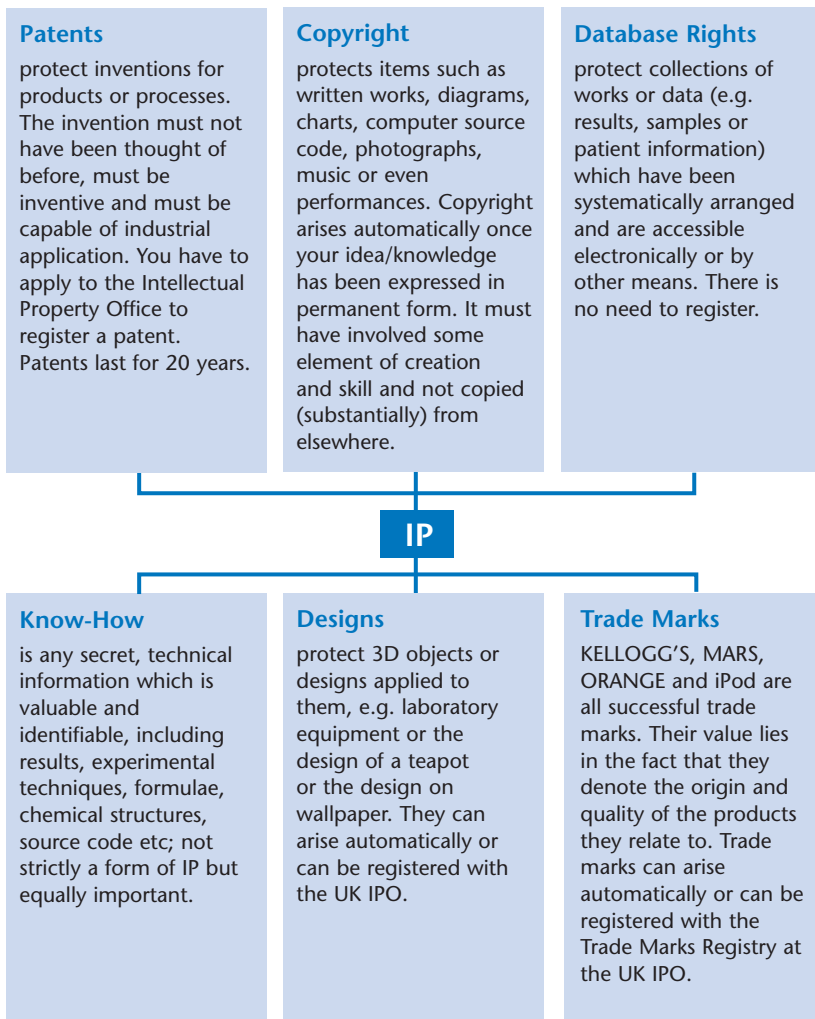 Patents
protect inventions for
products or processes.
The invention must not
have been thought of
before, must be
inventive and must be
capable of industrial
application. You have to
apply to the Intellectual
Property Office to
register a patent.
Patents last for 20 years.
Copyright
protects items such as
written works, diagrams,
charts, computer source
code, photographs,
music or even
performances. Copyright
arises automatically once
your idea/knowledge
has been expressed in
permanent form. It must
have involved some
element of creation
and skill and not copied
(substantially) from
elsewhere.
Database Rights
protect collections of
works or data (e.g.
results, samples or
patient information)
which have been
systematically arranged
and are accessible
electronically or by
other means. There is
no need to register.
IP
Know-How
is any secret, technical
information which is
valuable and
identifiable, including
results, experimental
techniques, formulae,
chemical structures,
source code etc; not
strictly a form of IP but
equally important.
Designs
protect 3D objects or
designs applied to
them, e.g. laboratory
equipment or the
design of a teapot
or the design on
wallpaper. They can
arise automatically or
can be registered with
the UK IPO.
Trade Marks
KELLOGG'S, MARS,
ORANGE and iPod are
all successful trade
marks. Their value lies
in the fact that they
denote the origin and
quality of the products
they relate to. Trade
marks can arise
automatically or can be
registered with the
Trade Marks Registry at
the UK IPO.